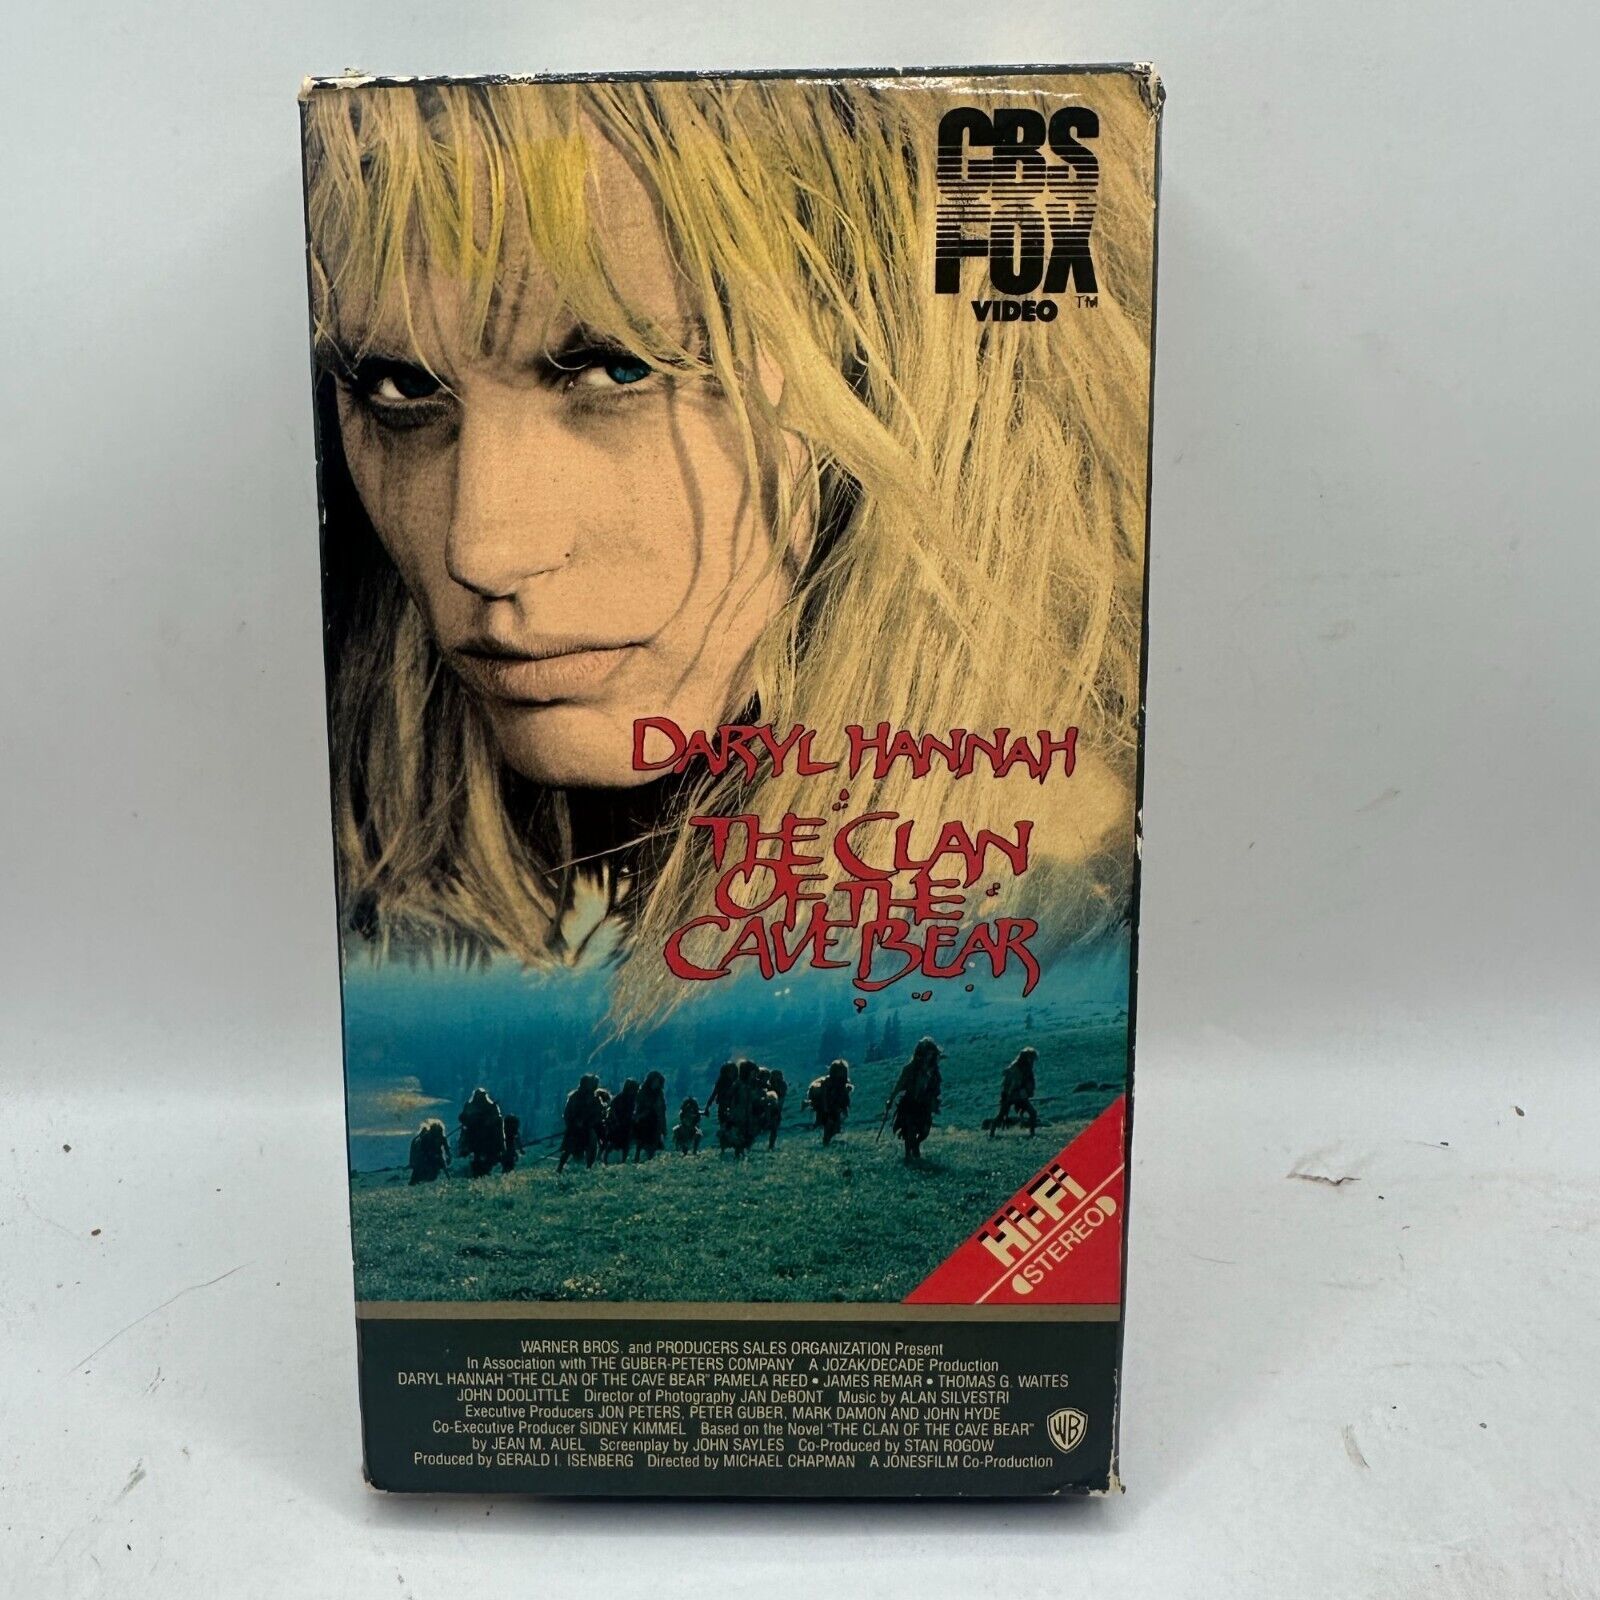 CBS
FOX
VIDEO TM
DARYL HANNAH
THE CLAN
OF THE
CAVE BEAR
Hi-Fi
STEREO
WARNER BROS. and PRODUCERS SALES ORGANIZATION Present
In Association with THE GUBER-PETERS COMPANY A JOZAK/DECADE Production
DARYL HANNAH "THE CLAN OF THE CAVE BEAR" PAMELA REED • JAMES REMAR • THOMAS G. WAITES
JOHN DOOLITTLE Director of Photography JAN DeBONT Music by ALAN SILVESTRI
Executive Producers JON PETERS, PETER GUBER, MARK DAMON AND JOHN HYDE
Co-Executive Producer SIDNEY KIMMEL Based on the Novel "THE CLAN OF THE CAVE BEAR"
by JEAN M. AUEL Screenplay by JOHN SAYLES Co-Produced by STAN ROGOW
Produced by GERALD I. ISENBERG Directed by MICHAEL CHAPMAN A JONESFILM Co-Production
WB